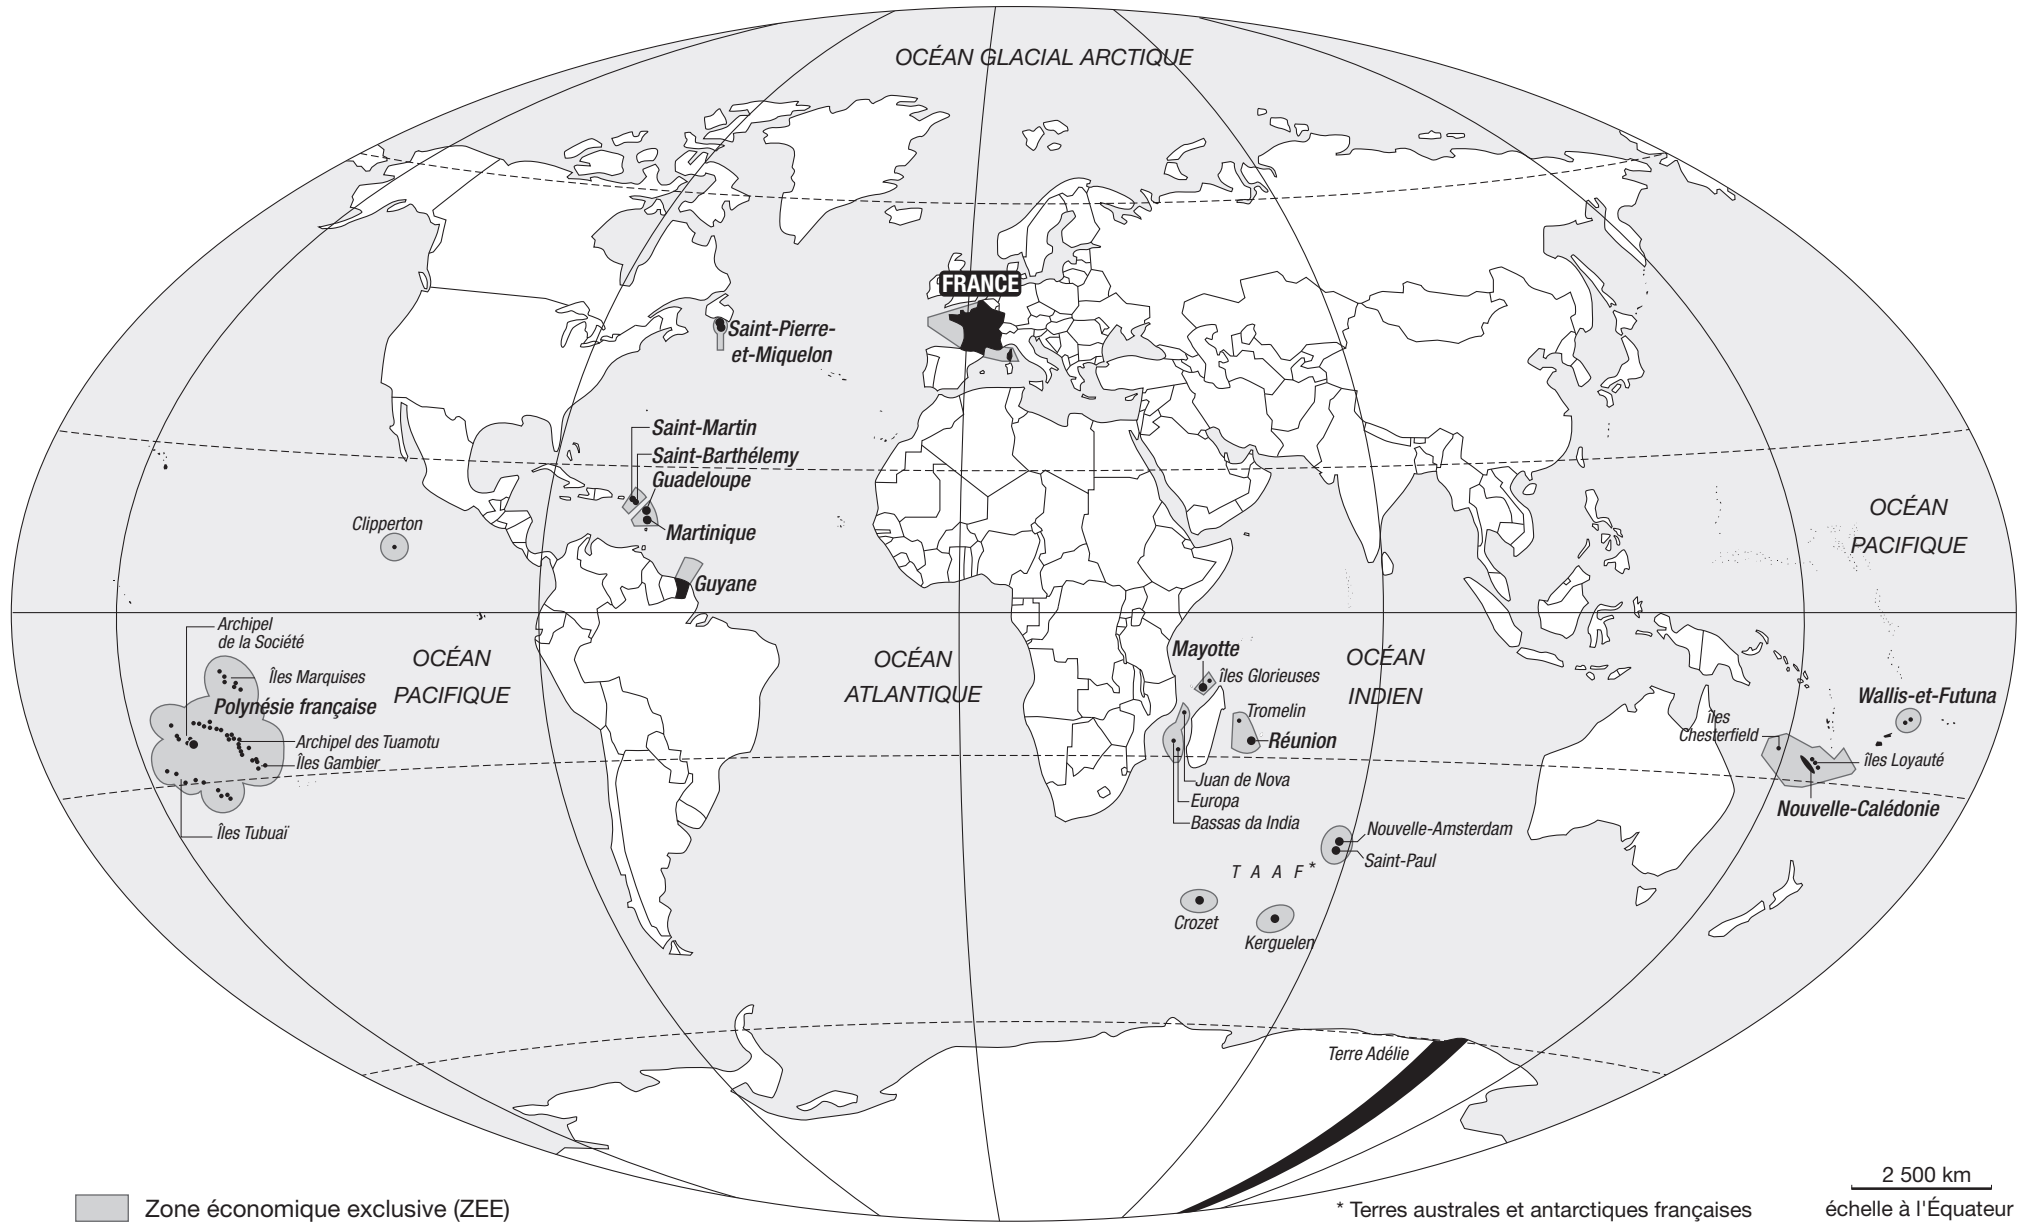 OCÉAN GLACIAL ARCTIQUE
FRANCE
Saint-Pierre-
et-Miquelon
Saint-Martin
Saint-Barthélemy
Guadeloupe
Martinique
Clipperton
Guyane
OCÉAN
PACIFIQUE
Archipel
de la Société
Îles Marquises
Polynésie française
Archipel des Tuamotu
Îles Gambier
Îles Tubuaï
OCÉAN
PACIFIQUE
OCÉAN
ATLANTIQUE
Mayotte
îles Glorieuses
OCÉAN
INDIEN
Tromelin
Réunion
Juan de Nova
Europa
Bassas da India
Wallis-et-Futuna
îles
Chesterfield
îles Loyauté
Nouvelle-Calédonie
Nouvelle-Amsterdam
Saint-Paul
T A A F *
Crozet
Kerguelen
Terre Adélie
Zone économique exclusive (ZEE)
* Terres australes et antarctiques françaises
2 500 km
échelle à l'Équateur